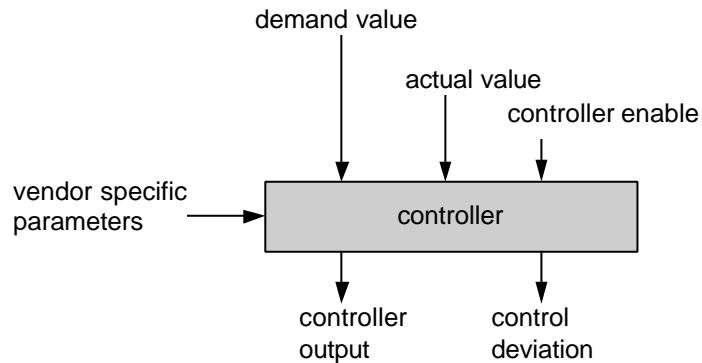 demand value
actual value
controller enable
vendor specific
parameters
controller
controller
output
control
deviation